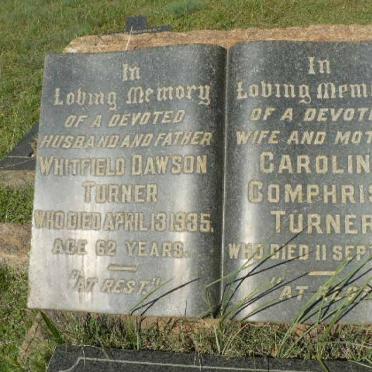 In
Loving Memory
OF A DEVOTED
HUSBAND AND FATHER
WHITFIELD DAWSON
TURNER
WHO DIED APRIL 13 1935.
AGE 62 YEARS.
"AT REST"
In
Loving Mem
OF A DEVOTE
WIFE AND MOT
CAROLIN
COMPHRIS
TURNER
WHO DIED 11 SEPT
"AT REST"